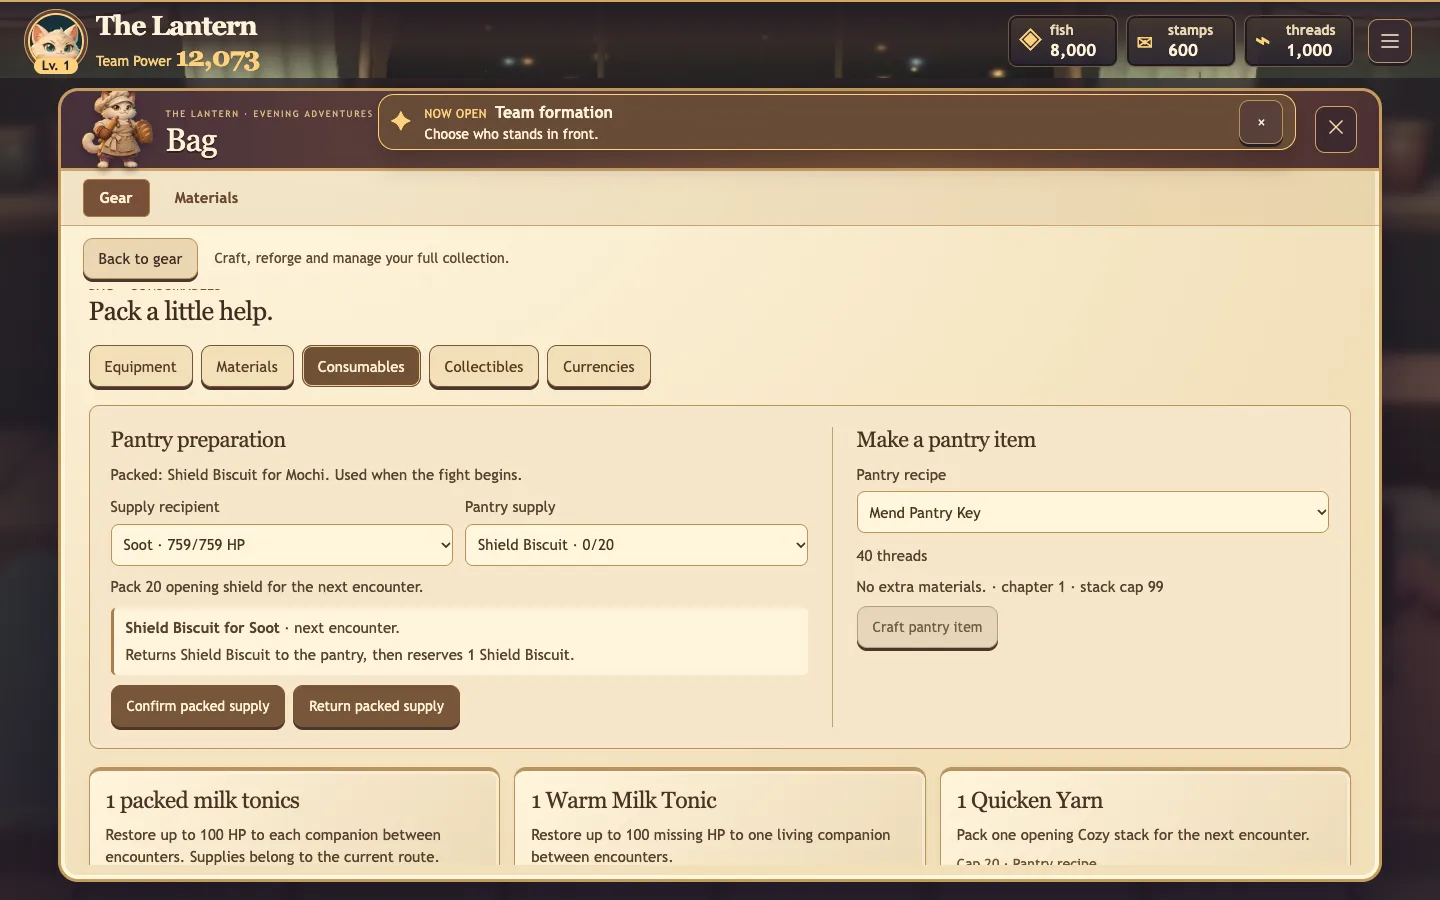 The Lantern
Lv. 1
Team Power 12,073
fish
8,000
stamps
600
threads
1,000
THE LANTERN · EVENING ADVENTURES
Bag
NOW OPEN Team formation
Choose who stands in front.
×
Gear
Materials
Back to gear
Craft, reforge and manage your full collection.
Pack a little help.
Equipment
Materials
Consumables
Collectibles
Currencies
Pantry preparation
Packed: Shield Biscuit for Mochi. Used when the fight begins.
Supply recipient
Pantry supply
Soot · 759/759 HP
Shield Biscuit · 0/20
Pack 20 opening shield for the next encounter.
Shield Biscuit for Soot · next encounter.
Returns Shield Biscuit to the pantry, then reserves 1 Shield Biscuit.
Confirm packed supply
Return packed supply
Make a pantry item
Pantry recipe
Mend Pantry Key
40 threads
No extra materials. · chapter 1 · stack cap 99
Craft pantry item
1 packed milk tonics
Restore up to 100 HP to each companion between
encounters. Supplies belong to the current route.
1 Warm Milk Tonic
Restore up to 100 missing HP to one living companion
between encounters.
1 Quicken Yarn
Pack one opening Cozy stack for the next encounter.
Cap 20 · Pantry recipe